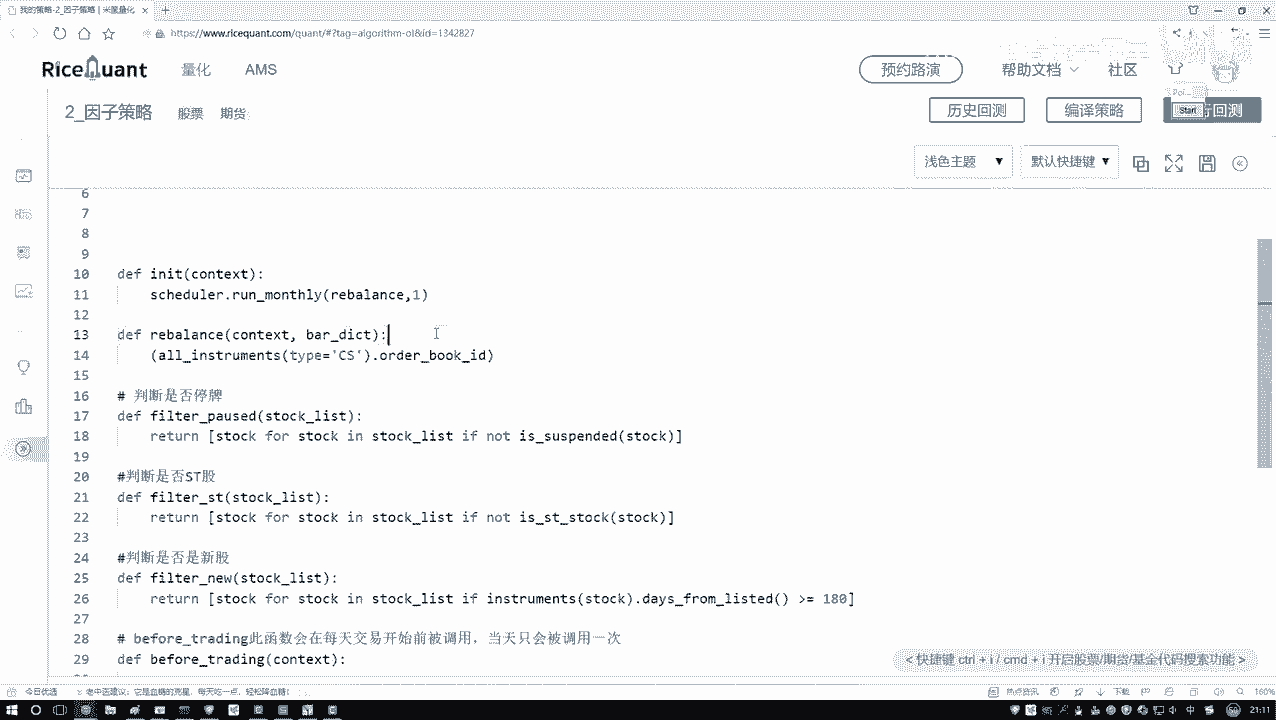 我的策略-2_因子策略 | 米筐量化
https://www.ricequant.com/quant/#?tag=algorithm-ol&id=1342827
RiceQuant 量化 AMS 预约路演 帮助文档 社区
2_因子策略 股票 期货 历史回测 编译策略 Start 行回测
浅色主题 ▼ 默认快捷键 ▼
6
7
8
9
10 def init(context):
11 scheduler.run_monthly(rebalance,1)
12
13 def rebalance(context, bar_dict):
14 (all_instruments(type='CS').order_book_id)
15
16 # 判断是否停牌
17 def filter_paused(stock_list):
18 return [stock for stock in stock_list if not is_suspended(stock)]
19
20 #判断是否ST股
21 def filter_st(stock_list):
22 return [stock for stock in stock_list if not is_st_stock(stock)]
23
24 #判断是否是新股
25 def filter_new(stock_list):
26 return [stock for stock in stock_list if instruments(stock).days_from_listed() >= 180]
27
28 # before_trading此函数会在每天交易开始前被调用，当天只会被调用一次
29 def before_trading(context):
< 快捷键 ctrl + i / cmd + i 开启股票/期货/基金代码搜索功能 >
今日优选 老中医建议：它是血糖的克星，每天吃一点，轻松降血糖！ 热点资讯 下载 160%
中 21:11